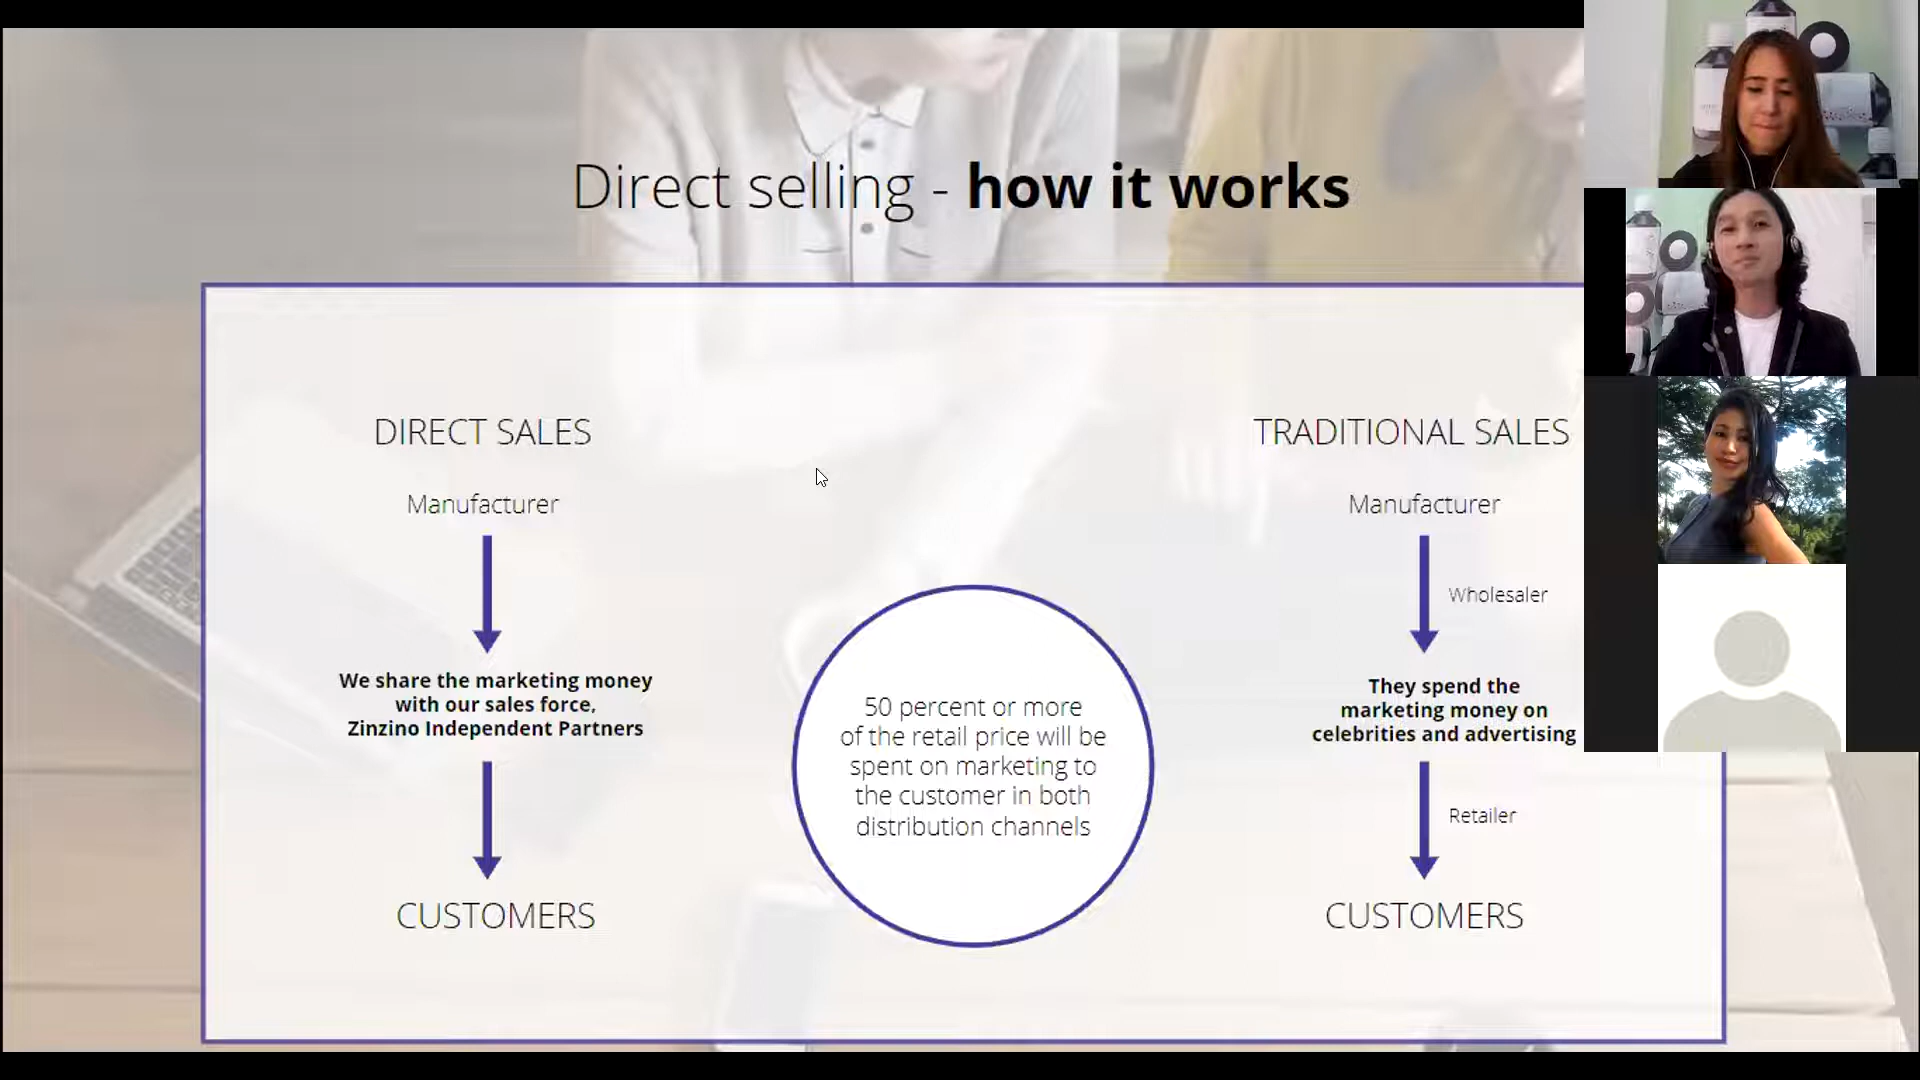 Direct selling - how it works
DIRECT SALES
Manufacturer
We share the marketing money
with our sales force,
Zinzino Independent Partners
CUSTOMERS
50 percent or more
of the retail price will be
spent on marketing to
the customer in both
distribution channels
TRADITIONAL SALES
Manufacturer
Wholesaler
They spend the
marketing money on
celebrities and advertising
Retailer
CUSTOMERS